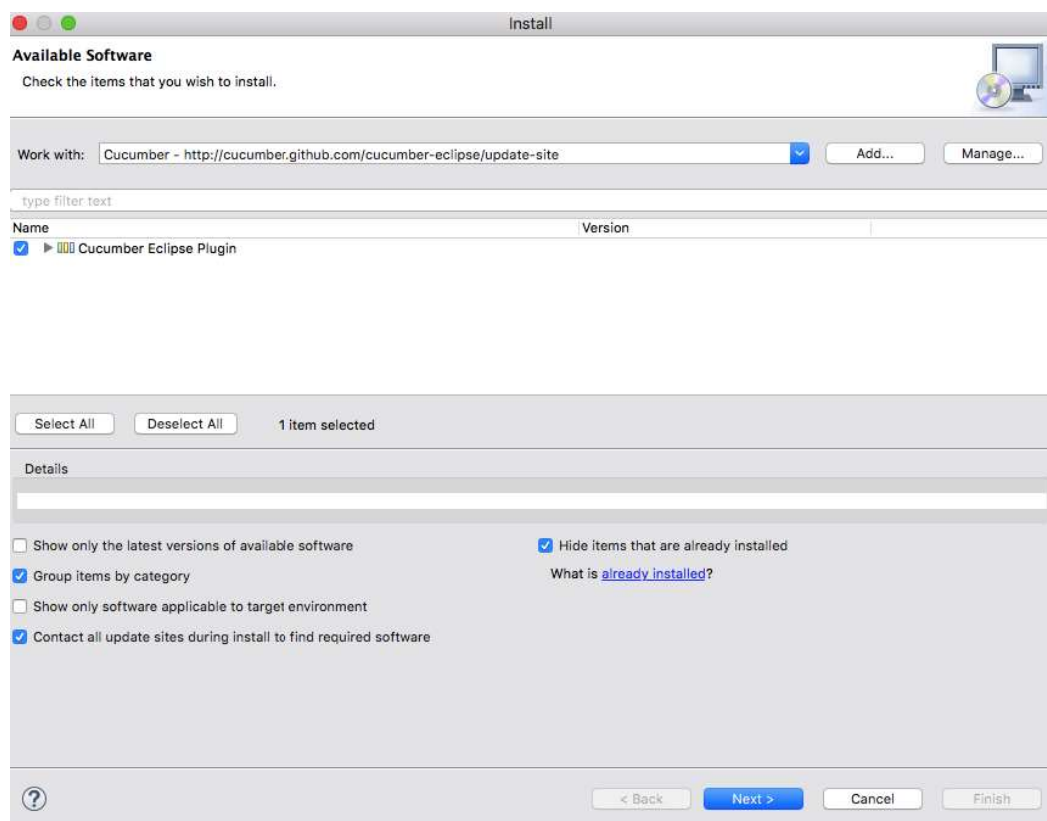 Install
Available Software
Check the items that you wish to install.
Work with: Cucumber - http://cucumber.github.com/cucumber-eclipse/update-site Add... Manage...
type filter text
Name Version
Cucumber Eclipse Plugin
Select All Deselect All 1 item selected
Details
Show only the latest versions of available software Hide items that are already installed
Group items by category What is already installed?
Show only software applicable to target environment
Contact all update sites during install to find required software
? < Back Next > Cancel Finish